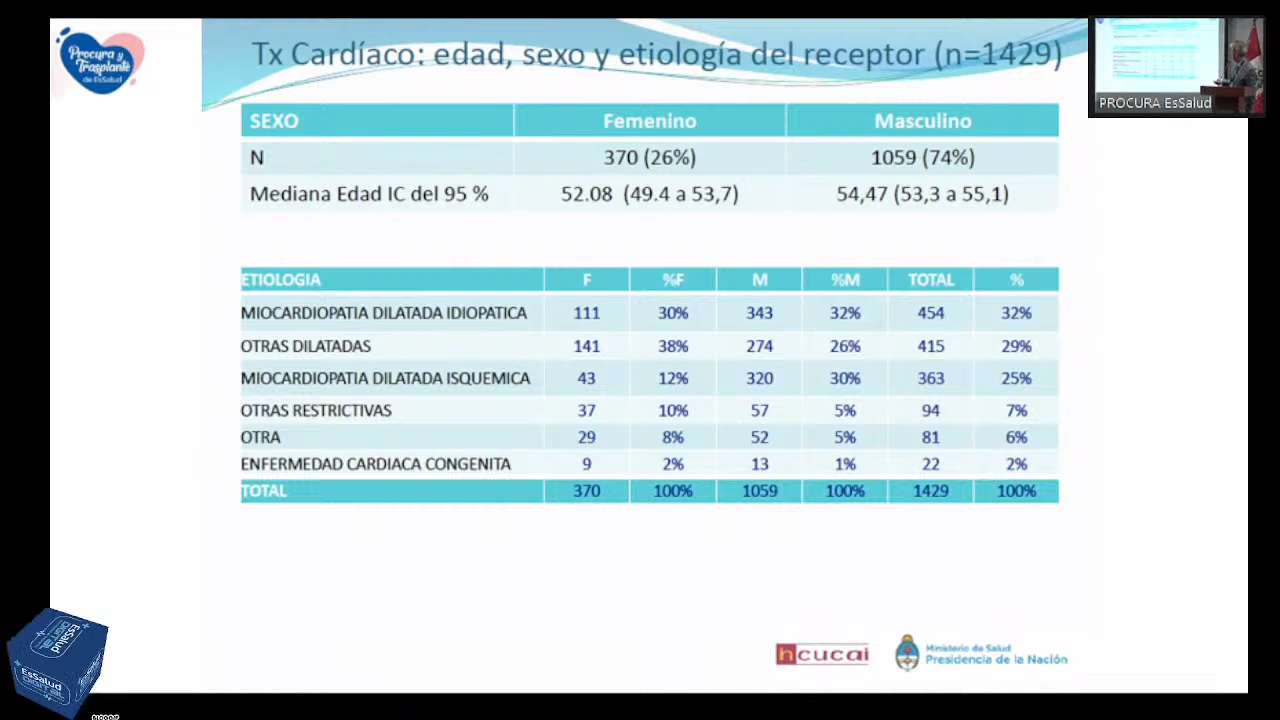 Procura y
Trasplante
de EsSalud
Tx Cardíaco: edad, sexo y etiología del receptor (n=1429)
PROCURA EsSalud
SEXO Femenino Masculino
N 370 (26%) 1059 (74%)
Mediana Edad IC del 95 % 52.08 (49.4 a 53,7) 54,47 (53,3 a 55,1)
ETIOLOGIA F %F M %M TOTAL %
MIOCARDIOPATIA DILATADA IDIOPATICA 111 30% 343 32% 454 32%
OTRAS DILATADAS 141 38% 274 26% 415 29%
MIOCARDIOPATIA DILATADA ISQUEMICA 43 12% 320 30% 363 25%
OTRAS RESTRICTIVAS 37 10% 57 5% 94 7%
OTRA 29 8% 52 5% 81 6%
ENFERMEDAD CARDIACA CONGENITA 9 2% 13 1% 22 2%
TOTAL 370 100% 1059 100% 1429 100%
EsSalud
DIGITAL
EsSalud
DIGITAL
incucai
Ministerio de Salud
Presidencia de la Nación